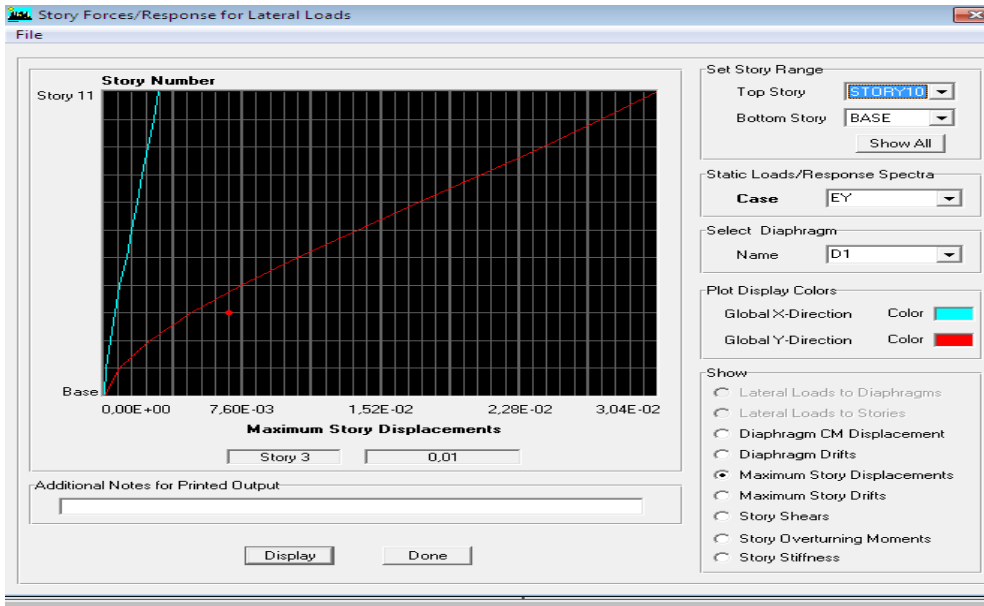 Story Forces/Response for Lateral Loads
File
Story Number
Story 11
Base
0,00E+00 7,60E-03 1,52E-02 2,28E-02 3,04E-02
Maximum Story Displacements
Story 3 0,01
Additional Notes for Printed Output
Display Done
Set Story Range
Top Story STORY10
Bottom Story BASE
Show All
Static Loads/Response Spectra
Case EY
Select Diaphragm
Name D1
Plot Display Colors
Global X-Direction Color
Global Y-Direction Color
Show
Lateral Loads to Diaphragms
Lateral Loads to Stories
Diaphragm CM Displacement
Diaphragm Drifts
Maximum Story Displacements
Maximum Story Drifts
Story Shears
Story Overturning Moments
Story Stiffness